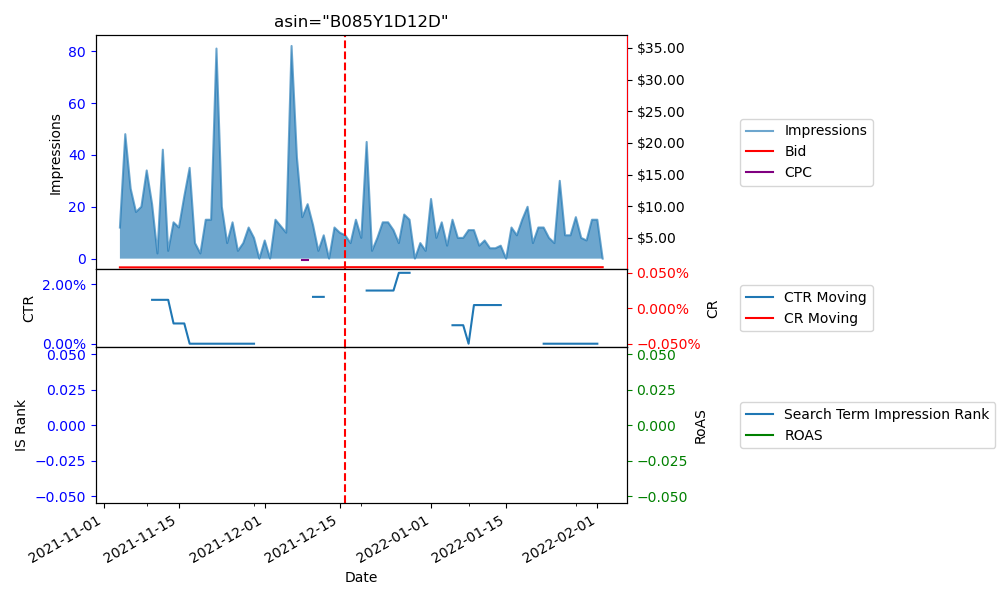 asin="B085Y1D12D"
80
60
40
20
0
Impressions
$35.00
$30.00
$25.00
$20.00
$15.00
$10.00
$5.00
Impressions
Bid
CPC
2.00%
0.00%
CTR
0.050%
0.000%
−0.050%
CR
CTR Moving
CR Moving
0.050
0.025
0.000
−0.025
−0.050
IS Rank
0.050
0.025
0.000
−0.025
−0.050
RoAS
Search Term Impression Rank
ROAS
2021-11-01
2021-11-15
2021-12-01
2021-12-15
2022-01-01
2022-01-15
2022-02-01
Date